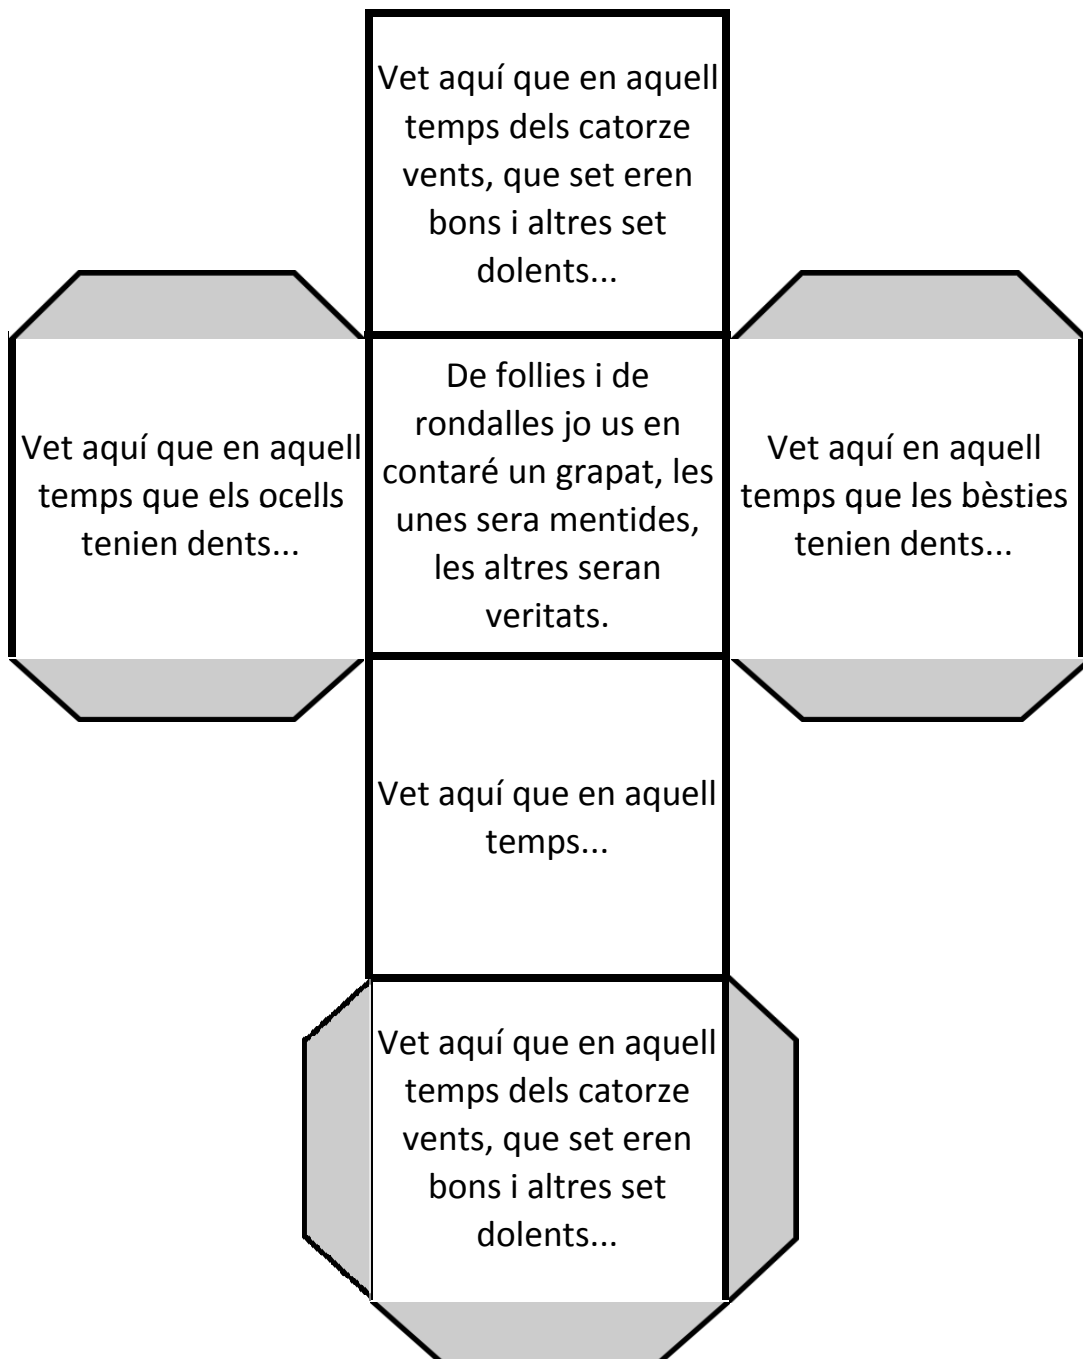 Vet aquí que en aquell
temps dels catorze
vents, que set eren
bons i altres set
dolents...
Vet aquí que en aquell
temps que els ocells
tenien dents...
De follies i de
rondalles jo us en
contaré un grapat, les
unes sera mentides,
les altres seran
veritats.
Vet aquí en aquell
temps que les bèsties
tenien dents...
Vet aquí que en aquell
temps...
Vet aquí que en aquell
temps dels catorze
vents, que set eren
bons i altres set
dolents...